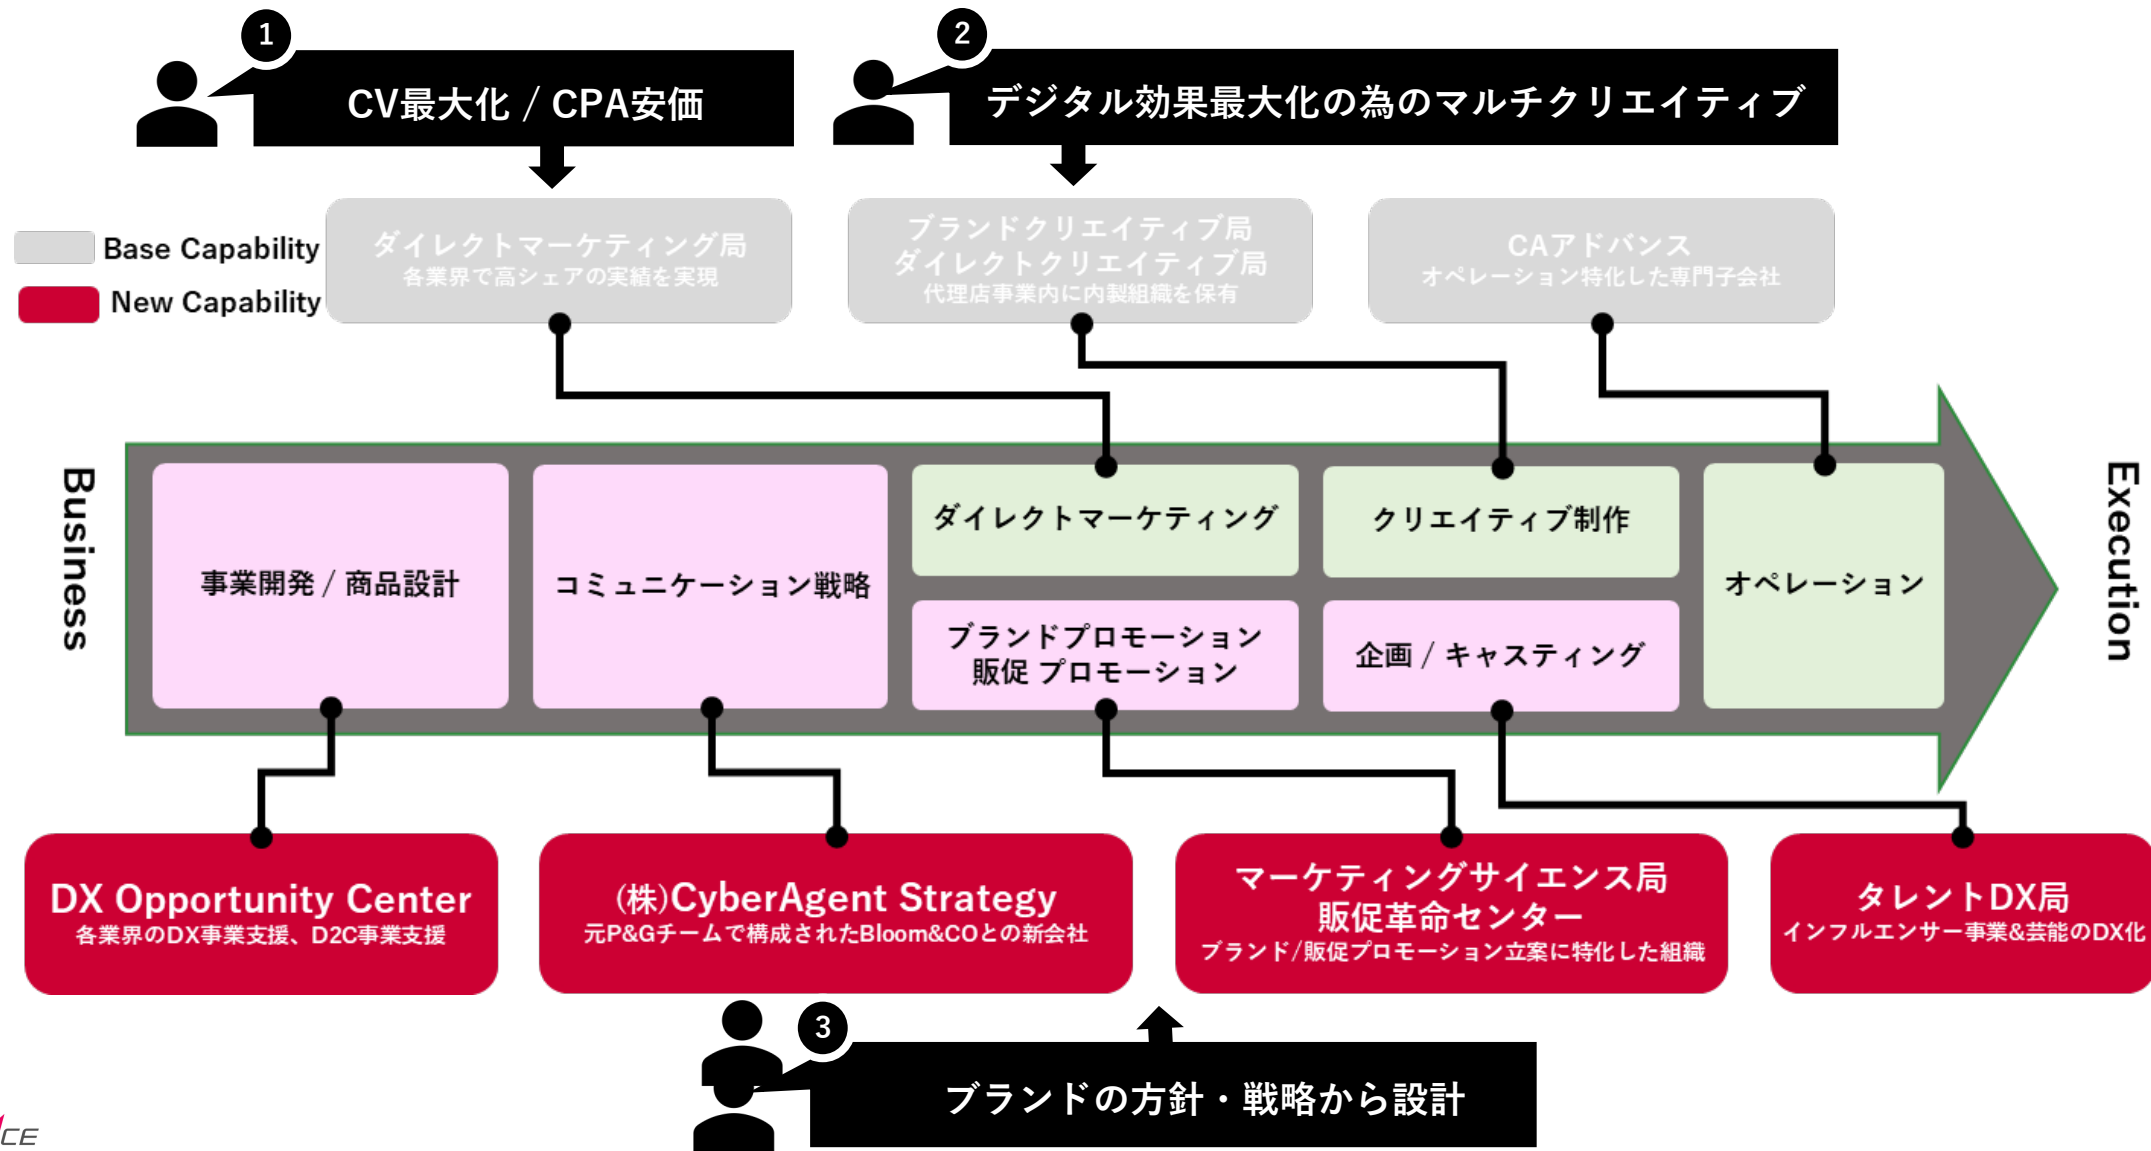 1
CV最大化 / CPA安価
2
デジタル効果最大化の為のマルチクリエイティブ
Base Capability
New Capability
ダイレクトマーケティング局
各業界で高シェアの実績を実現
ブランドクリエイティブ局
ダイレクトクリエイティブ局
代理店事業内に内製組織を保有
CAアドバンス
オペレーション特化した専門子会社
Business
事業開発 / 商品設計
コミュニケーション戦略
ダイレクトマーケティング
ブランドプロモーション
販促 プロモーション
クリエイティブ制作
企画 / キャスティング
オペレーション
Execution
DX Opportunity Center
各業界のDX事業支援、D2C事業支援
(株)CyberAgent Strategy
元P&Gチームで構成されたBloom&COとの新会社
マーケティングサイエンス局
販促革命センター
ブランド/販促プロモーション立案に特化した組織
タレントDX局
インフルエンサー事業&芸能のDX化
3
ブランドの方針・戦略から設計
CE